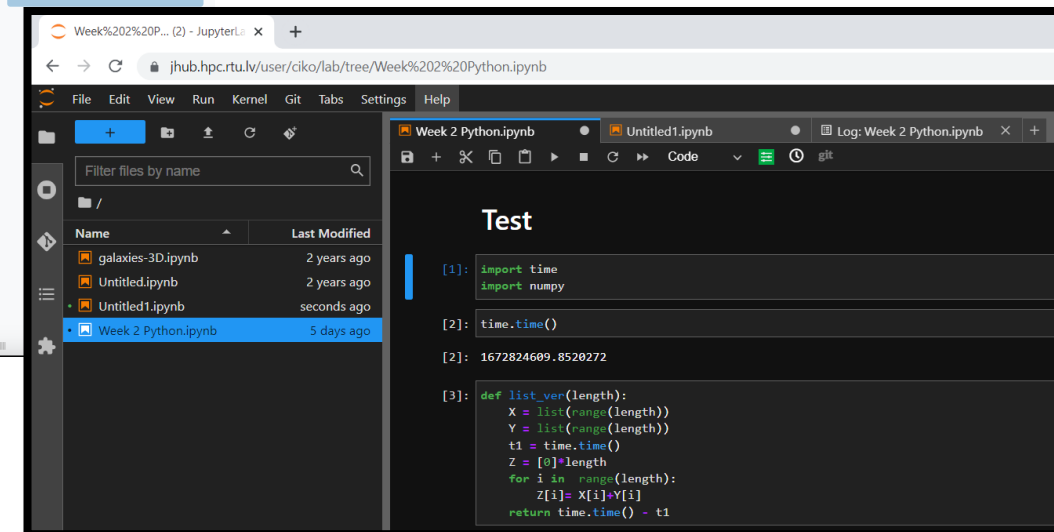 Week%202%20P... (2) - JupyterLa
jhub.hpc.rtu.lv/user/ciko/lab/tree/Week%202%20Python.ipynb
File Edit View Run Kernel Git Tabs Settings Help
Filter files by name
/
Name Last Modified
galaxies-3D.ipynb 2 years ago
Untitled.ipynb 2 years ago
Untitled1.ipynb seconds ago
Week 2 Python.ipynb 5 days ago
Week 2 Python.ipynb Untitled1.ipynb Log: Week 2 Python.ipynb
Code git
Test
[1]: import time
import numpy
[2]: time.time()
[2]: 1672824609.8520272
[3]: def list_ver(length):
    X = list(range(length))
    Y = list(range(length))
    t1 = time.time()
    Z = [0]*length
    for i in  range(length):
        Z[i]= X[i]+Y[i]
    return time.time() - t1